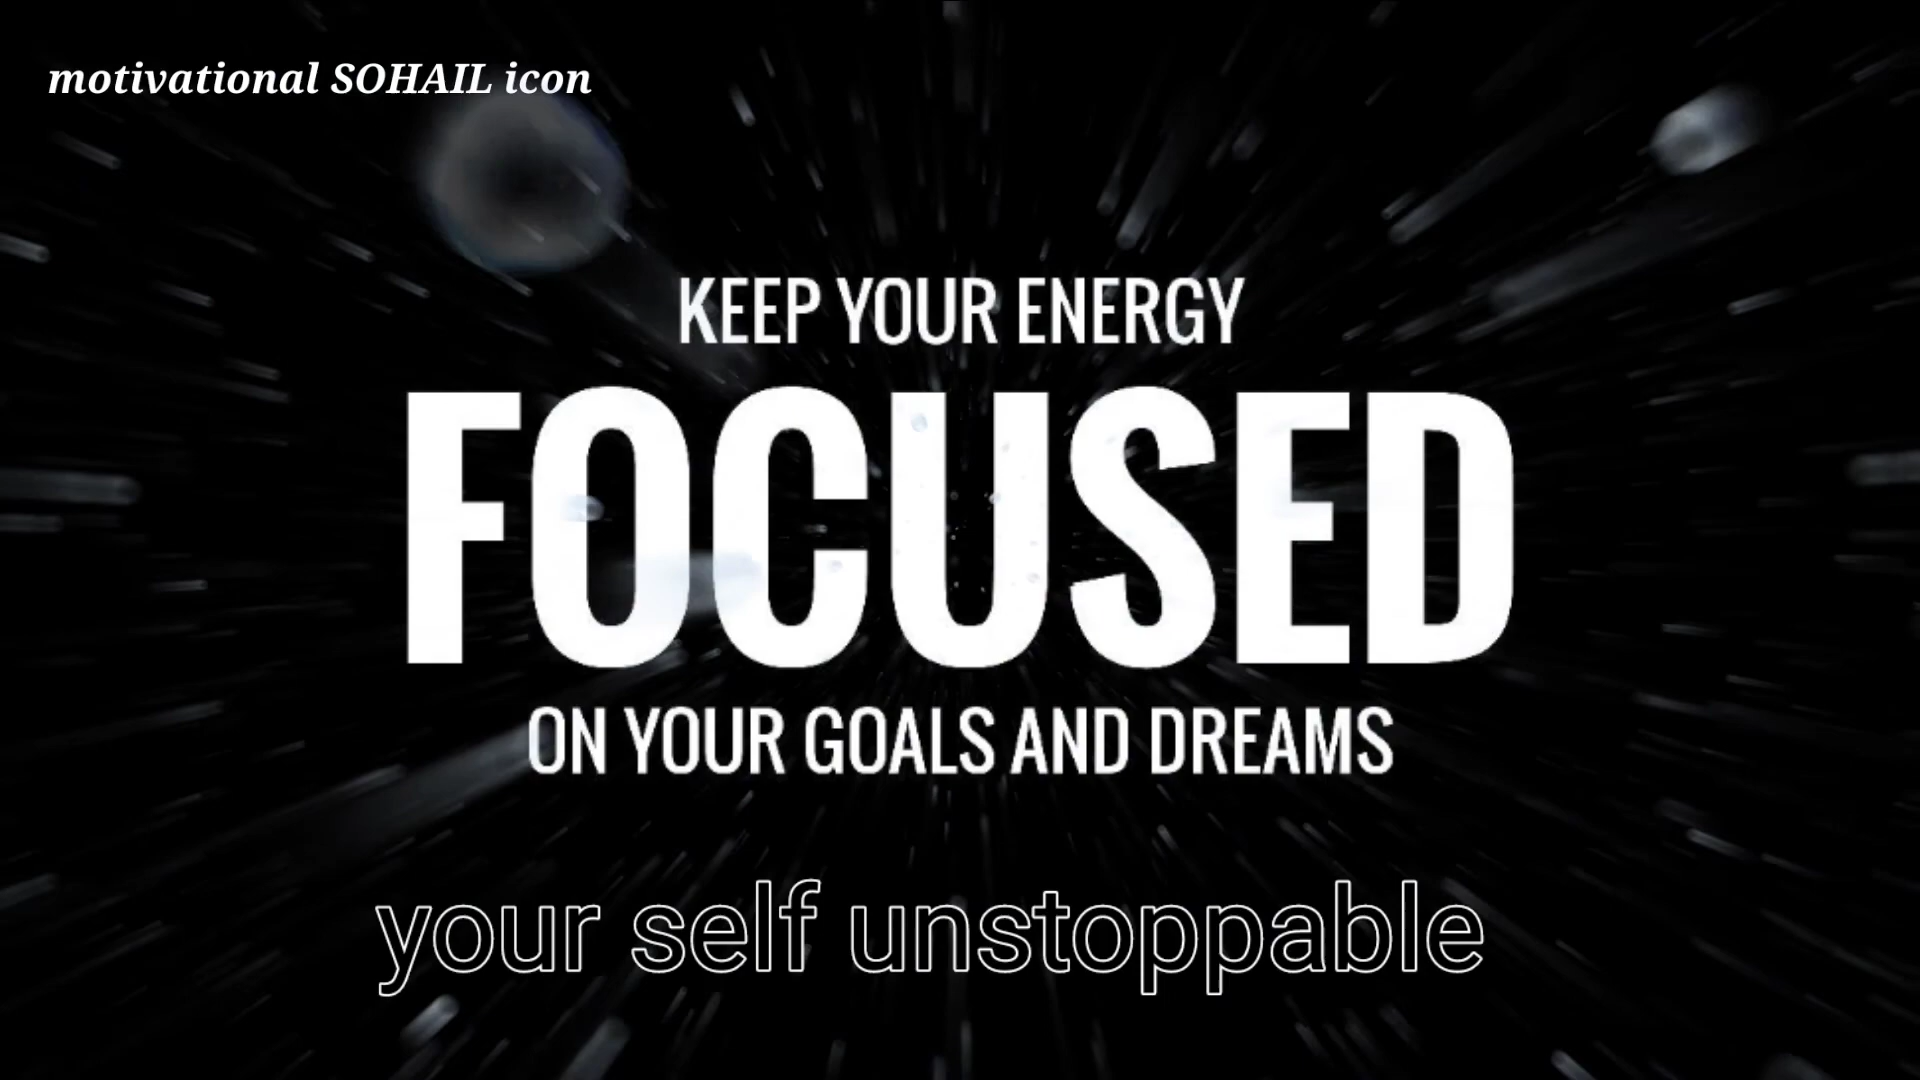 motivational SOHAIL icon
KEEP YOUR ENERGY
FOCUSED
ON YOUR GOALS AND DREAMS
your self unstoppable